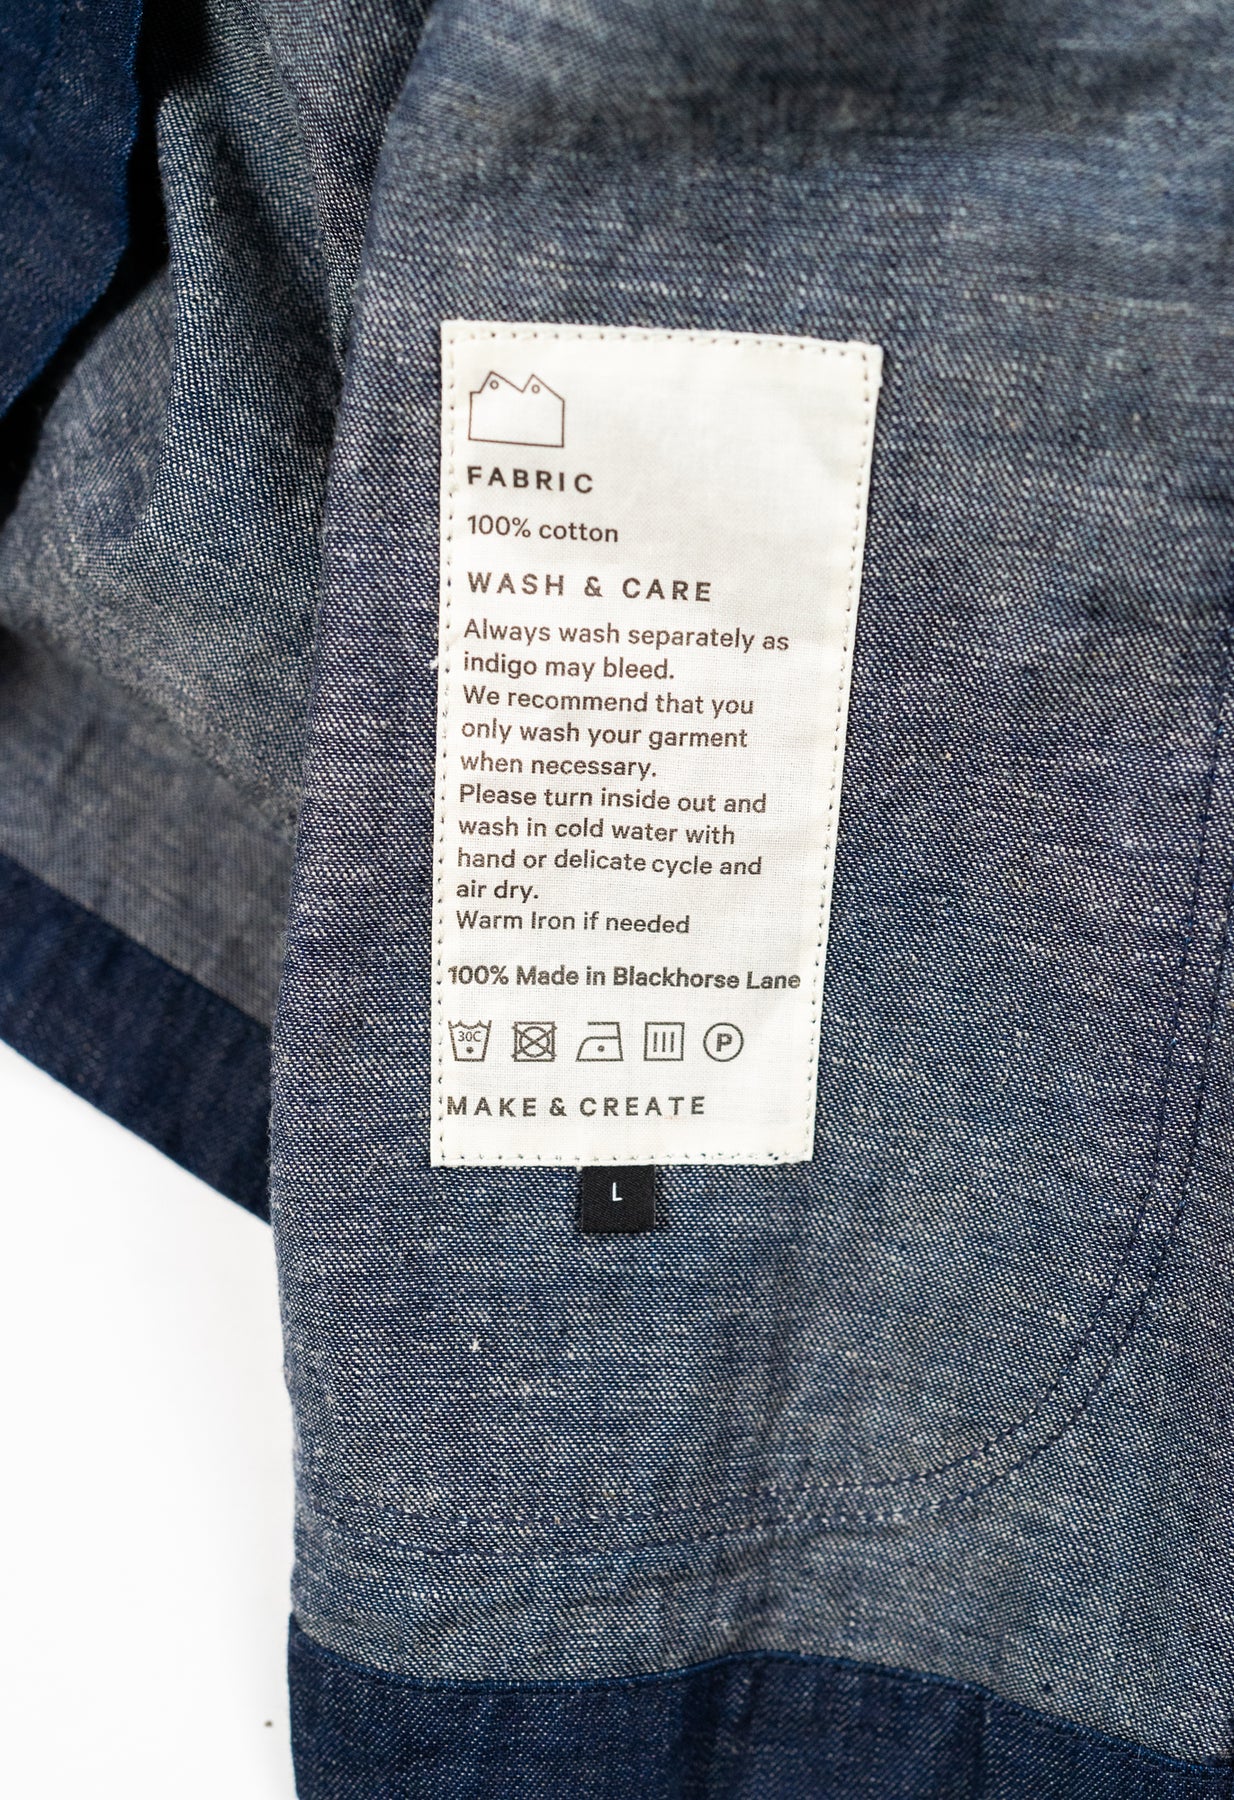 FABRIC
100% cotton
WASH & CARE
Always wash separately as
indigo may bleed.
We recommend that you
only wash your garment
when necessary.
Please turn inside out and
wash in cold water with
hand or delicate cycle and
air dry.
Warm Iron if needed
100% Made in Blackhorse Lane
30C P
MAKE & CREATE
L